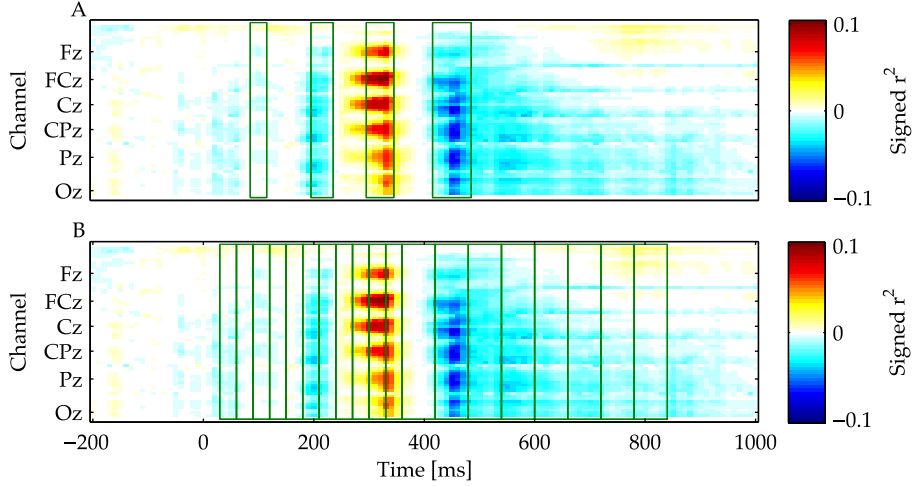 A
Channel
Fz
FCz
Cz
CPz
Pz
Oz
0.1
0
−0.1
Signed r²
B
Channel
Fz
FCz
Cz
CPz
Pz
Oz
−200
0
200
400
600
800
1000
Time [ms]
0.1
0
−0.1
Signed r²